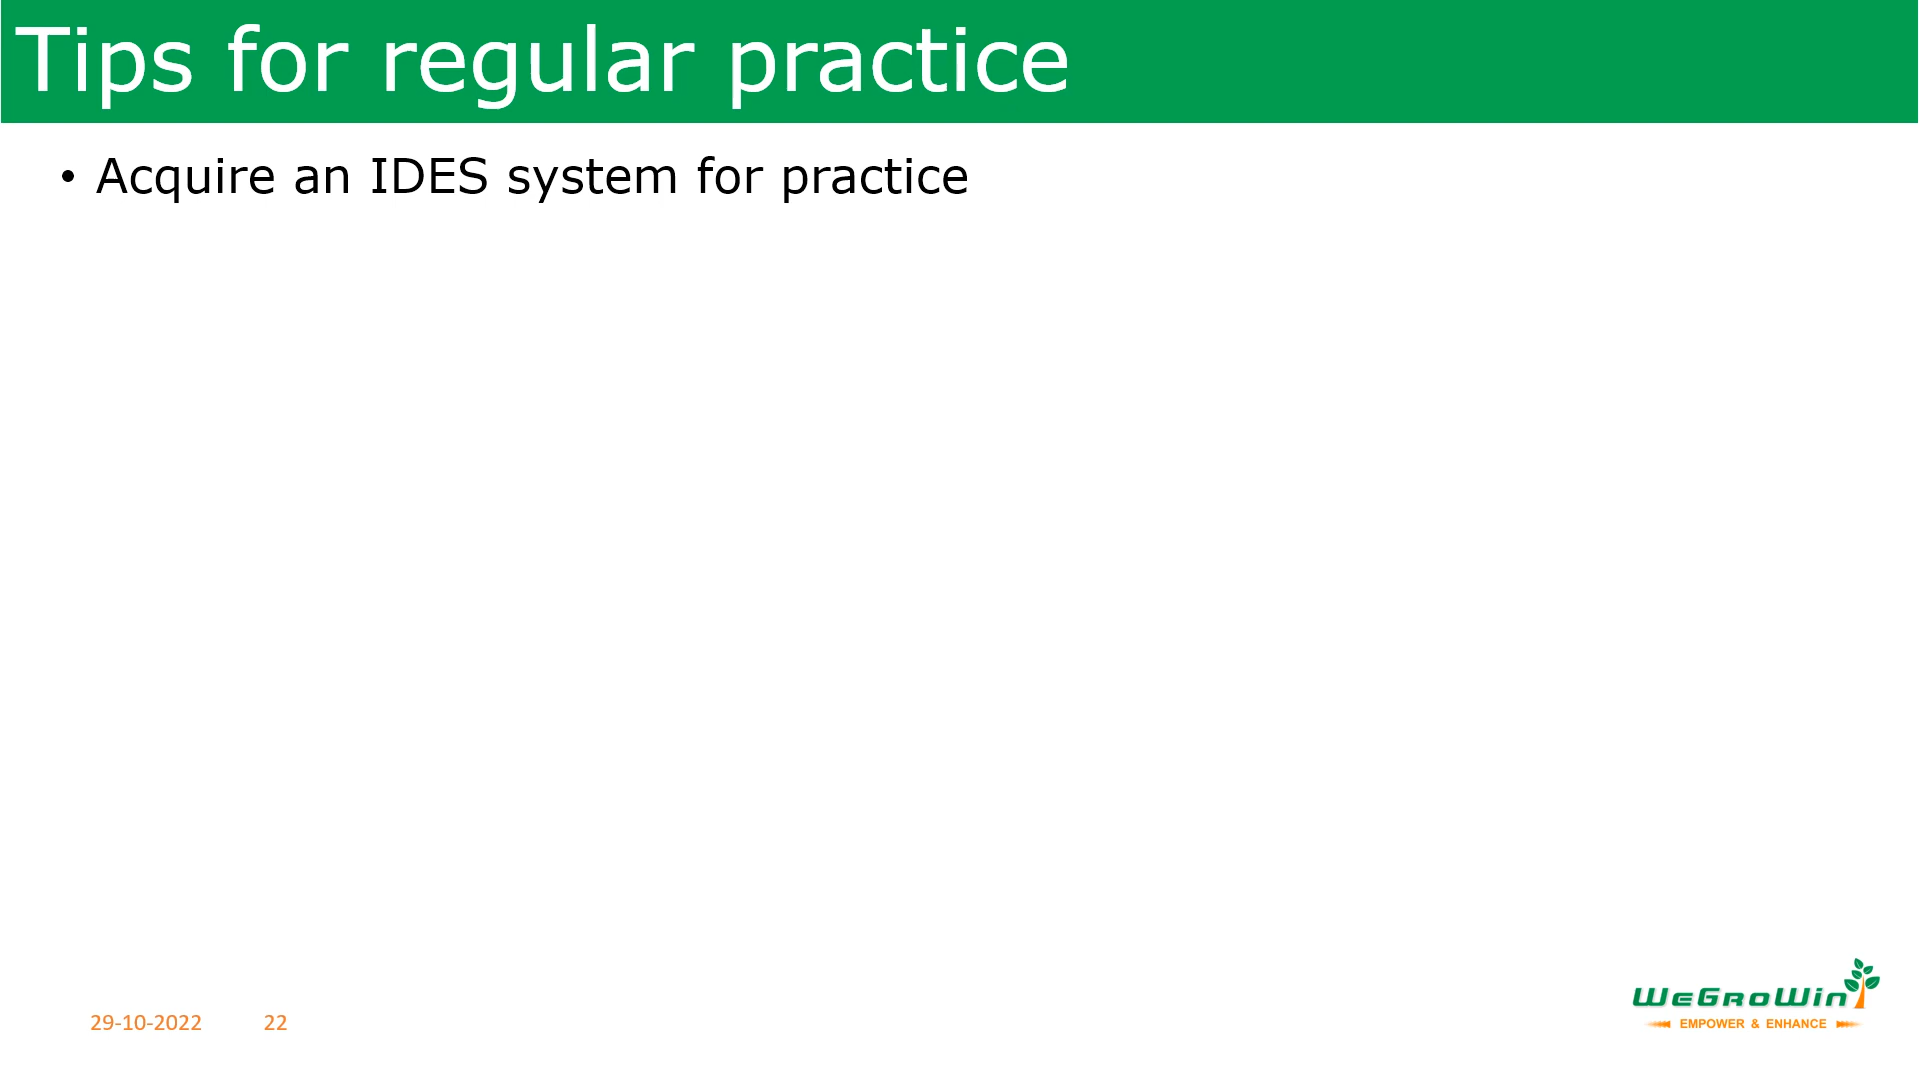 Tips for regular practice
• Acquire an IDES system for practice
29-10-2022 22
WeGroWin
EMPOWER & ENHANCE